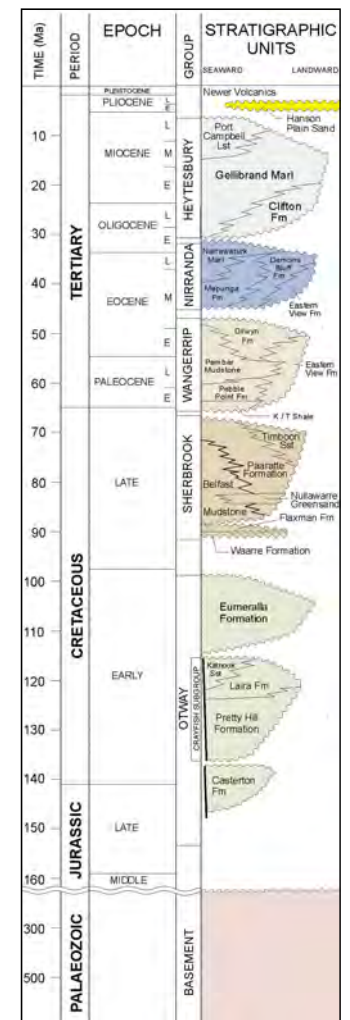 TIME (Ma)
PERIOD
EPOCH
GROUP
STRATIGRAPHIC
UNITS
SEAWARD
LANDWARD
PLEISTOCENE
Newer Volcanics
PLIOCENE
L
E
Hanson
Plain Sand
10
MIOCENE
L
M
E
20
HEYTESBURY
Port
Campbell
Lst
Gellibrand Marl
Clifton
Fm
OLIGOCENE
L
E
30
TERTIARY
NIRRANDA
Narrawaturk
Marl
Demons
Bluff
Fm
Mepunga
Fm
Eastern
View Fm
40
EOCENE
L
M
E
50
WANGERRIP
Dilwyn
Fm
Pember
Mudstone
Eastern
View Fm
Pebble
Point Fm
PALEOCENE
L
E
60
K / T Shale
70
CRETACEOUS
LATE
SHERBROOK
Timboon
Sst
Paaratte
Formation
80
Belfast
Mudstone
Nullawarre
Greensand
Flaxman Fm
90
Waarre Formation
100
EARLY
OTWAY
CRAYFISH SUBGROUP
Eumeralla
Formation
110
Katnook
Sst
Laira Fm
120
Pretty Hill
Formation
130
140
Casterton
Fm
JURASSIC
LATE
150
MIDDLE
160
PALAEOZOIC
BASEMENT
300
500